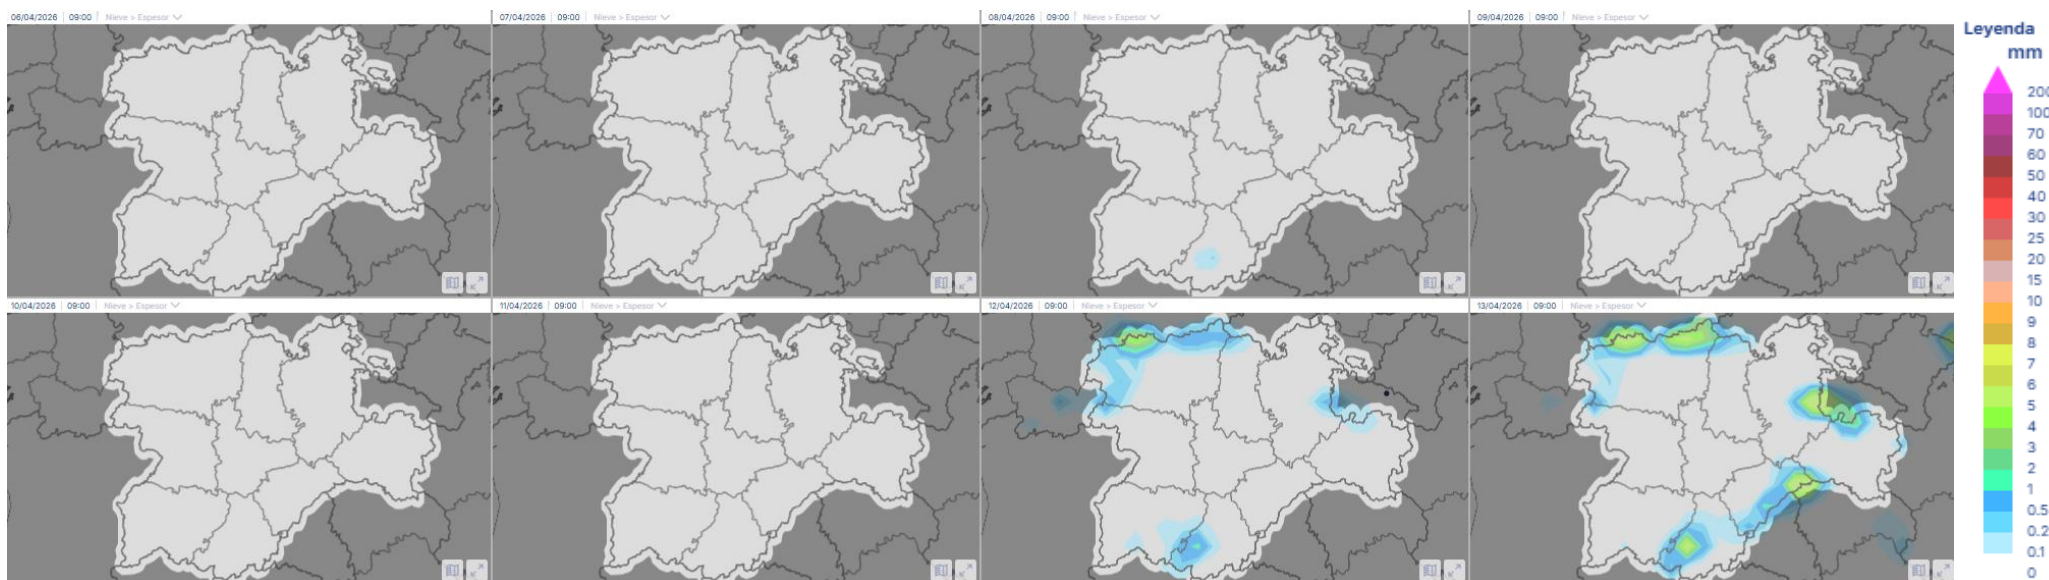 06/04/2026 09:00 Nieve > Espesor
07/04/2026 09:00 Nieve > Espesor
08/04/2026 09:00 Nieve > Espesor
09/04/2026 09:00 Nieve > Espesor
10/04/2026 09:00 Nieve > Espesor
11/04/2026 09:00 Nieve > Espesor
12/04/2026 09:00 Nieve > Espesor
13/04/2026 09:00 Nieve > Espesor
Leyenda
mm
200
100
70
60
50
40
30
25
20
15
10
9
8
7
6
5
4
3
2
1
0.5
0.2
0.1
0